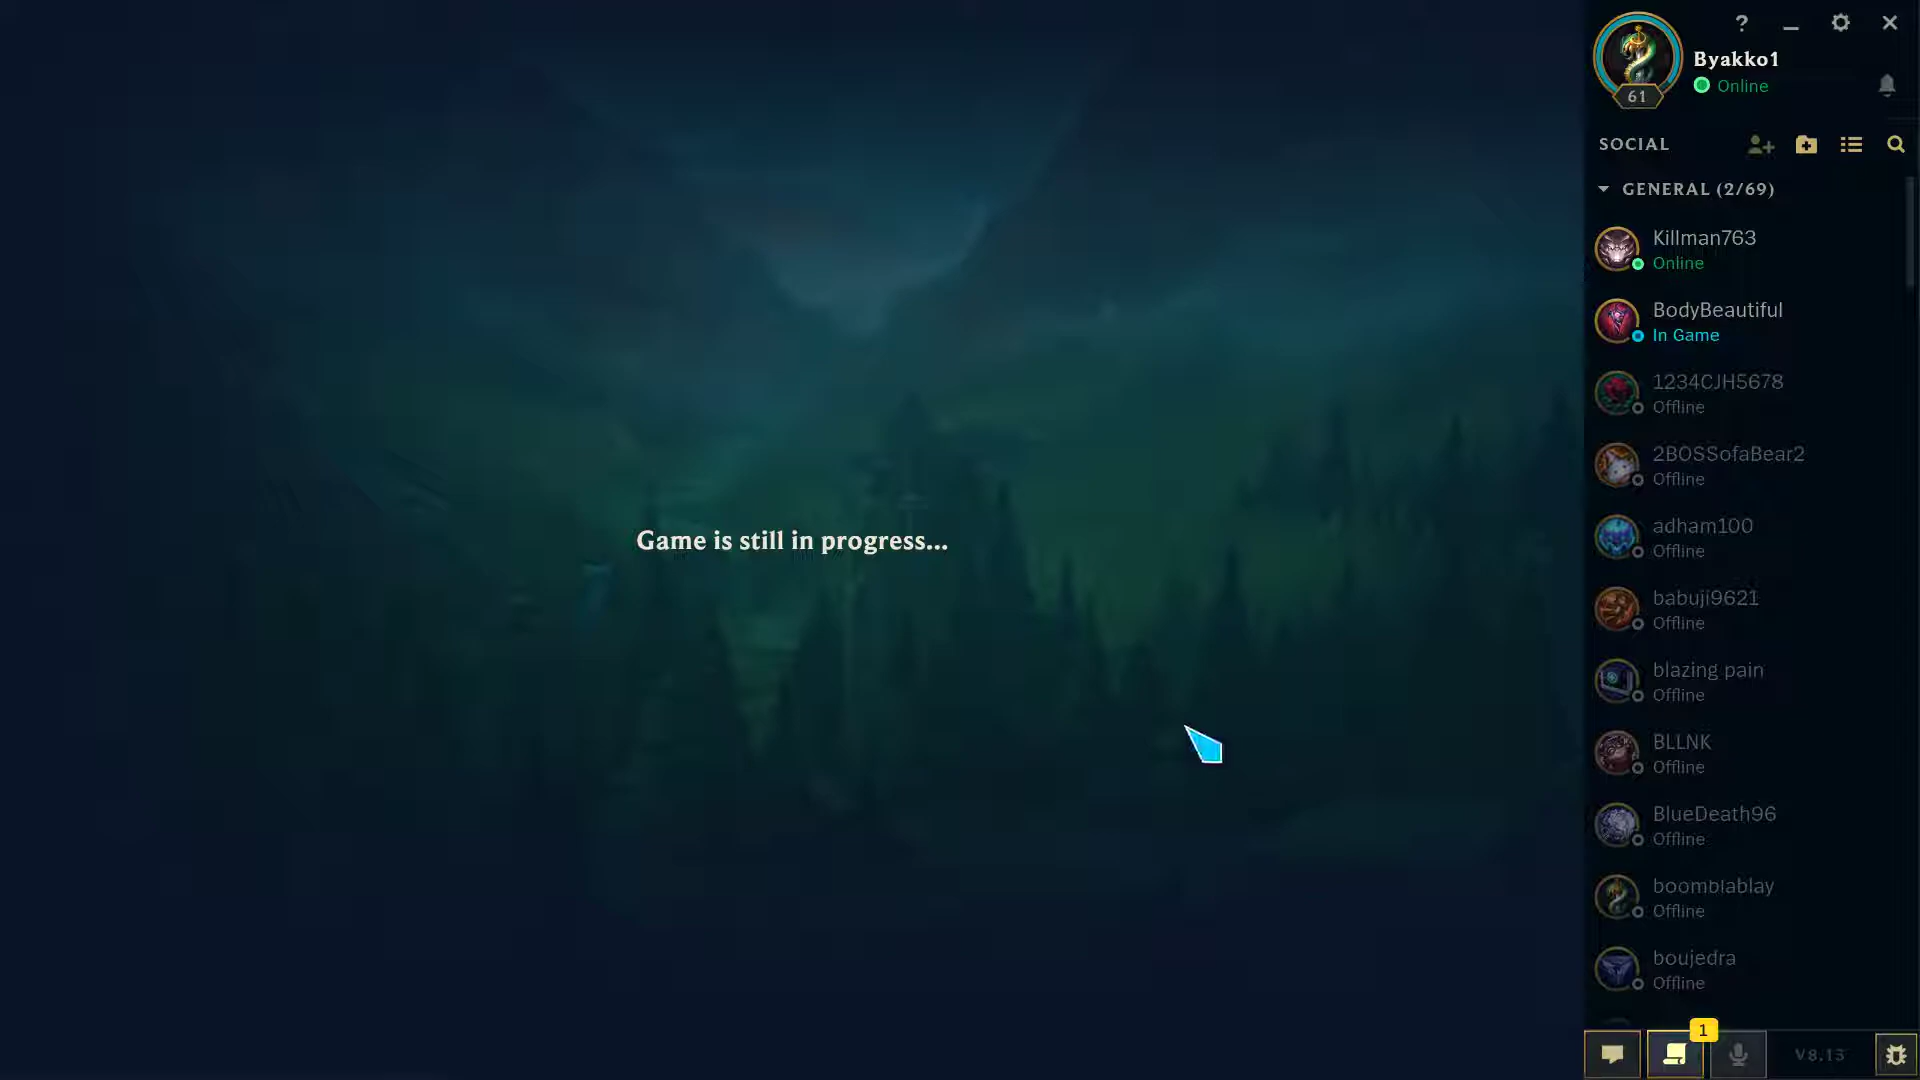 ?
Byakko1
Online
61
SOCIAL
GENERAL (2/69)
Killman763
Online
BodyBeautiful
In Game
1234CJH5678
Offline
2BOSSofaBear2
Offline
adham100
Offline
babuji9621
Offline
Game is still in progress...
blazing pain
Offline
BLLNK
Offline
BlueDeath96
Offline
boomblablay
Offline
boujedra
Offline
1
V8.13